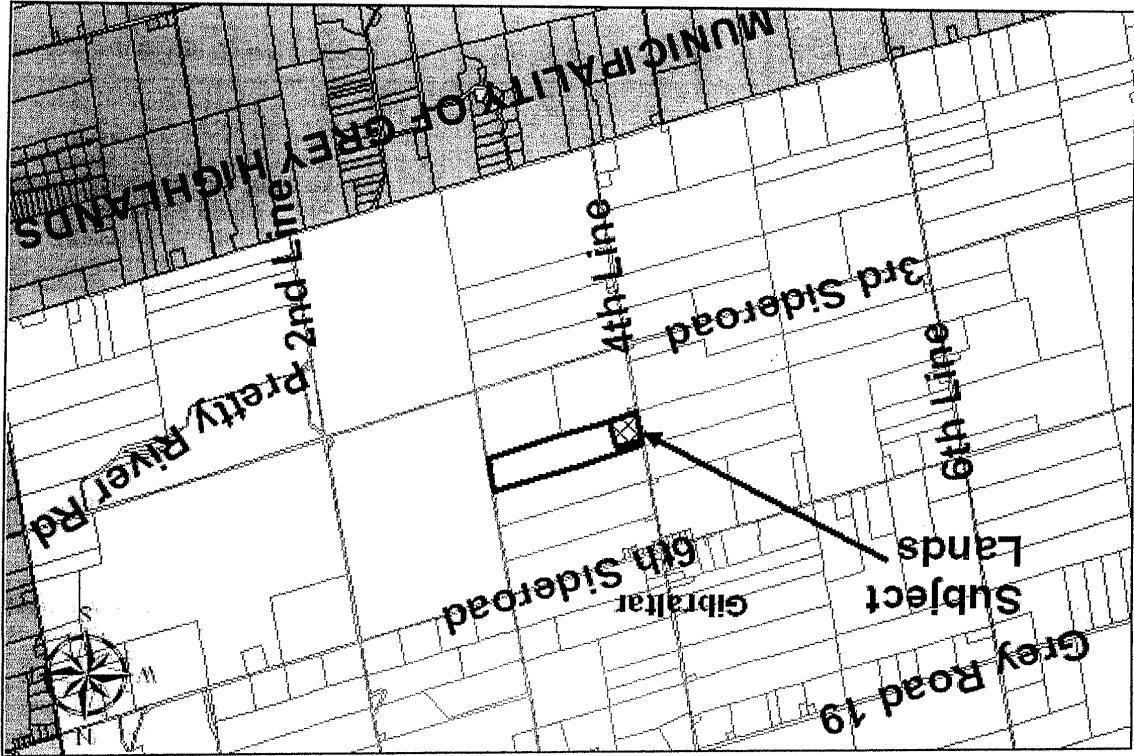 Grey Road 19
Subject
Lands
Gibraltar
6th Sideroad
6th Line
Pretty River Rd
3rd Sideroad
4th Line
2nd Line
MUNICIPALITY OF GREY HIGHLANDS
N
W
S